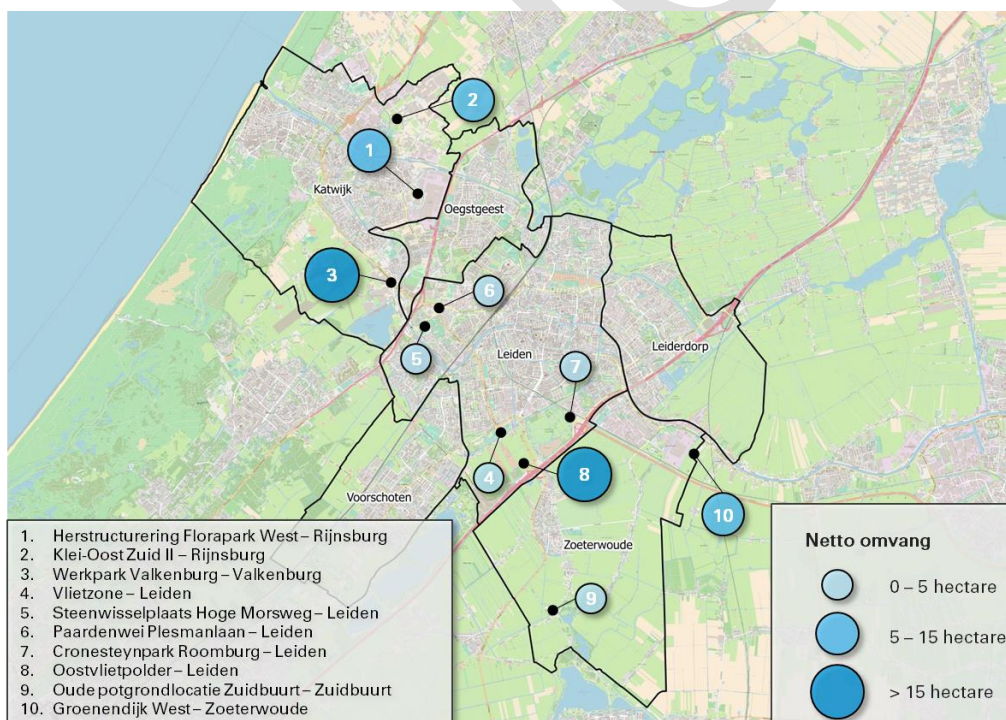 2
1
Katwijk
Oegstgeest
3
6
5
Leiden
Leiderdorp
7
4
8
Voorschoten
10
Zoeterwoude
9
1. Herstructurering Florapark West – Rijnsburg
2. Klei-Oost Zuid II – Rijnsburg
3. Werkpark Valkenburg – Valkenburg
4. Vlietzone – Leiden
5. Steenwisselplaats Hoge Morsweg – Leiden
6. Paardenwei Plesmanlaan – Leiden
7. Cronesteynpark Roomburg – Leiden
8. Oostvlietpolder – Leiden
9. Oude potgrondlocatie Zuidbuurt – Zuidbuurt
10. Groenendijk West – Zoeterwoude
Netto omvang
0 – 5 hectare
5 – 15 hectare
> 15 hectare